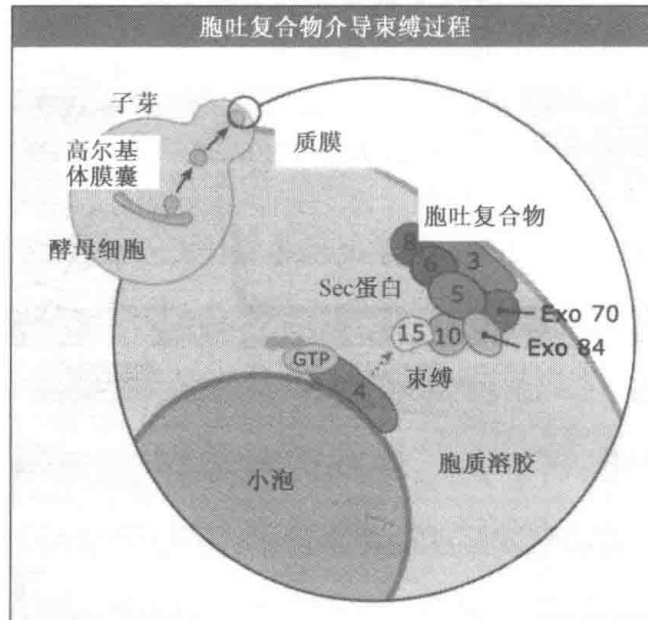 胞吐复合物介导束缚过程
子芽
高尔基
体膜囊
酵母细胞
质膜
胞吐复合物
8
6
3
5
Sec蛋白
15
10
Exo 70
Exo 84
束缚
GTP
4
小泡
胞质溶胶